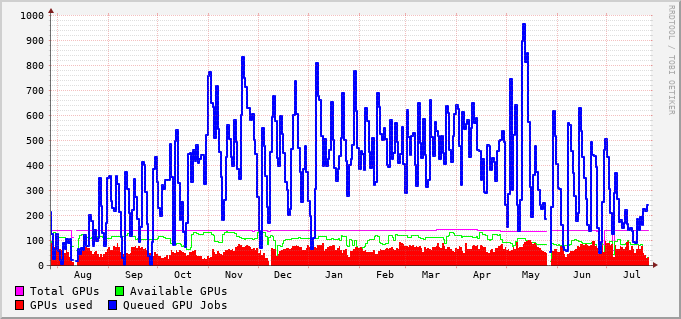 1000
900
800
700
600
500
400
300
200
100
0
Aug Sep Oct Nov Dec Jan Feb Mar Apr May Jun Jul
Total GPUs Available GPUs
GPUs used Queued GPU Jobs
RRDTOOL / TOBI OETIKER